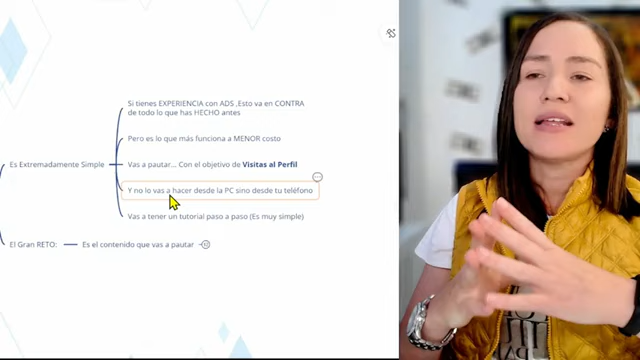 Si tienes EXPERIENCIA con ADS ,Esto va en CONTRA
de todo lo que has HECHO antes
Pero es lo que más funciona a MENOR costo
Es Extremadamente Simple
Vas a pautar... Con el objetivo de Visitas al Perfil
Y no lo vas a hacer desde la PC sino desde tu teléfono
Vas a tener un tutorial paso a paso (Es muy simple)
El Gran RETO:
Es el contenido que vas a pautar